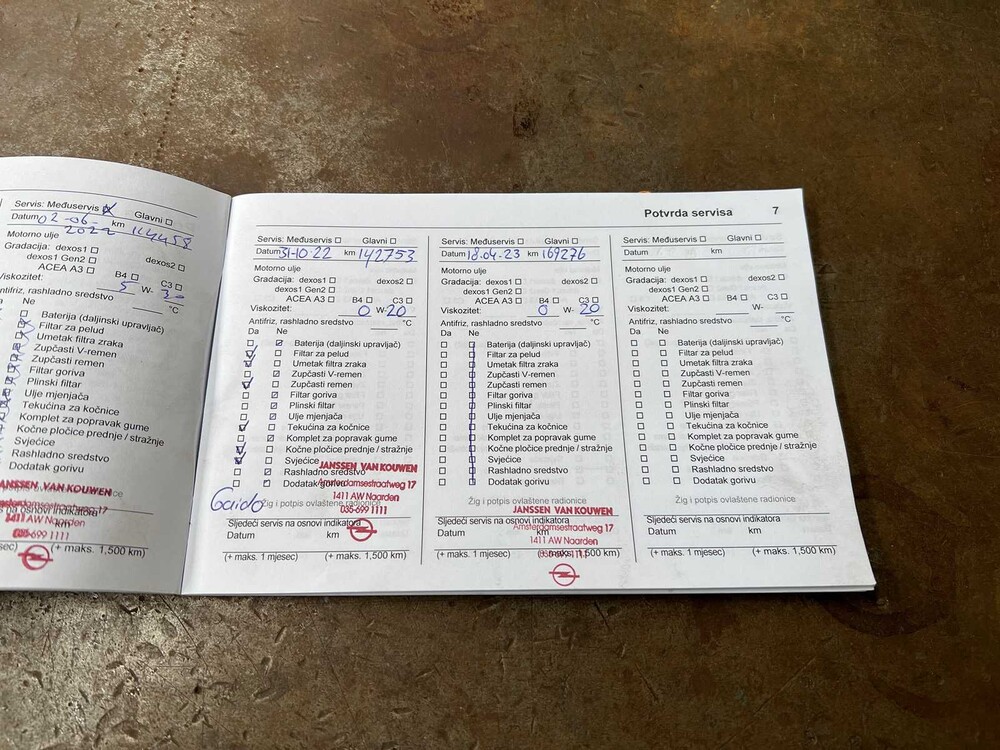 Servis: Međuservis Glavni
Datum 02-06-2022 km
Motorno ulje
Gradacija: dexos1 dexos2
dexos1 Gen2
ACEA A3 B4 C3
Viskozitet: 5 W- 30
°C
Ne
Baterija (daljinski upravljač)
Filtar za pelud
Umetak filtra zraka
Zupčasti V-remen
Zupčasti remen
Filtar goriva
Plinski filtar
Ulje mjenjača
Tekućina za kočnice
Komplet za popravak gume
Kočne pločice prednje / stražnje
Svjećice
Rashladno sredstvo
Dodatak gorivu
JANSSEN VAN KOUWEN
Amsterdamsestraatweg 17
1411 AW Naarden
035-699 1111
km
(+ maks. 1,500 km)
Potvrda servisa 7
Servis: Međuservis Glavni
Datum 31-10-22 km 142753
Motorno ulje
Gradacija: dexos1 dexos2
dexos1 Gen2
ACEA A3 B4 C3
Viskozitet: 0 W- 20
Antifriz, rashladno sredstvo °C
Da Ne
Baterija (daljinski upravljač)
Filtar za pelud
Umetak filtra zraka
Zupčasti V-remen
Zupčasti remen
Filtar goriva
Plinski filtar
Ulje mjenjača
Tekućina za kočnice
Komplet za popravak gume
Kočne pločice prednje / stražnje
Svjećice
Rashladno sredstvo
Dodatak gorivu
JANSSEN VAN KOUWEN
Amsterdamsestraatweg 17
1411 AW Naarden
035-699 1111
Guido
Žig i potpis ovlaštene radionice
Sljedeći servis na osnovi indikatora
Datum km
(+ maks. 1 mjesec) (+ maks. 1,500 km)
Servis: Međuservis Glavni
Datum 18.04-23 km 169276
Motorno ulje
Gradacija: dexos1 dexos2
dexos1 Gen2
ACEA A3 B4 C3
Viskozitet: 0 W- 20
Antifriz, rashladno sredstvo °C
Da Ne
Baterija (daljinski upravljač)
Filtar za pelud
Umetak filtra zraka
Zupčasti V-remen
Zupčasti remen
Filtar goriva
Plinski filtar
Ulje mjenjača
Tekućina za kočnice
Komplet za popravak gume
Kočne pločice prednje / stražnje
Svjećice
Rashladno sredstvo
Dodatak gorivu
Žig i potpis ovlaštene radionice
JANSSEN VAN KOUWEN
Amsterdamsestraatweg 17
1411 AW Naarden
035-699 1111
Sljedeći servis na osnovi indikatora
Datum km
(+ maks. 1 mjesec) (+ maks. 1,500 km)
Servis: Međuservis Glavni
Datum km
Motorno ulje
Gradacija: dexos1 dexos2
dexos1 Gen2
ACEA A3 B4 C3
Viskozitet: W-
Antifriz, rashladno sredstvo °C
Da Ne
Baterija (daljinski upravljač)
Filtar za pelud
Umetak filtra zraka
Zupčasti V-remen
Zupčasti remen
Filtar goriva
Plinski filtar
Ulje mjenjača
Tekućina za kočnice
Komplet za popravak gume
Kočne pločice prednje / stražnje
Svjećice
Rashladno sredstvo
Dodatak gorivu
Žig i potpis ovlaštene radionice
Sljedeći servis na osnovi indikatora
Datum km
(+ maks. 1 mjesec) (+ maks. 1,500 km)